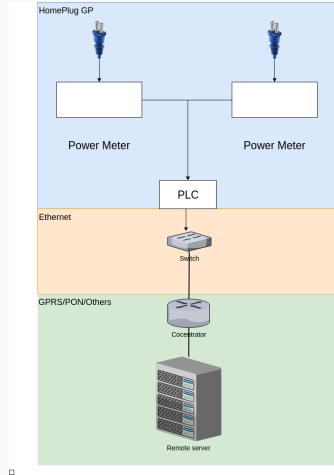 HomePlug GP
Power Meter
Power Meter
PLC
Ethernet
Switch
GPRS/PON/Others
Cocentrator
Remote server